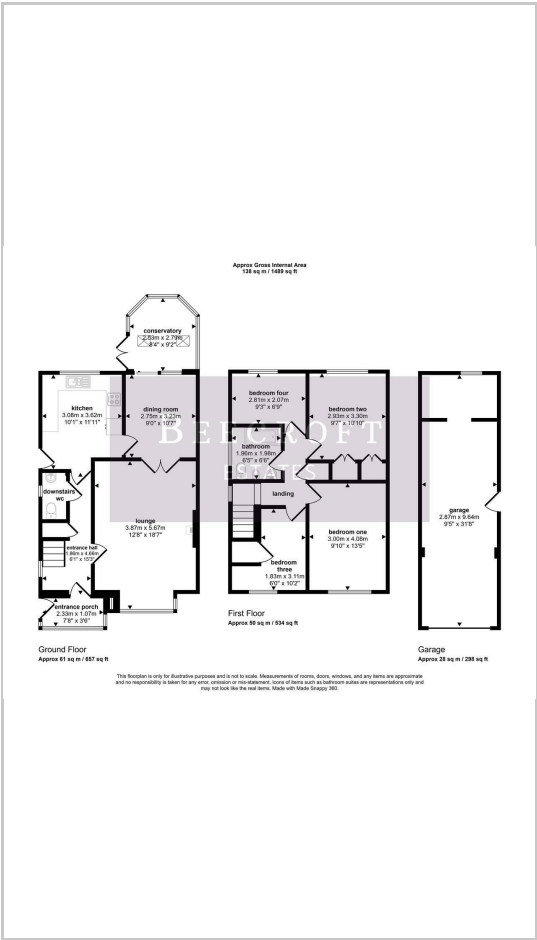 Approx Gross Internal Area
138 sq m / 1489 sq ft
conservatory
2.53m x 2.79m
8'4" x 9'2"
kitchen
3.08m x 3.62m
10'1" x 11'11"
dining room
2.75m x 3.23m
9'0" x 10'7"
downstairs
wc
lounge
3.87m x 5.67m
12'8" x 18'7"
entrance hall
1.86m x 4.66m
6'1" x 15'3"
entrance porch
2.33m x 1.07m
7'8" x 3'6"
Ground Floor
Approx 61 sq m / 657 sq ft
bedroom four
2.81m x 2.07m
9'3" x 6'9"
bedroom two
2.93m x 3.30m
9'7" x 10'10"
BEECROFT
ESTATES
bathroom
1.96m x 1.98m
6'5" x 6'6"
landing
bedroom one
3.00m x 4.08m
9'10" x 13'5"
bedroom
three
1.83m x 3.11m
6'0" x 10'2"
First Floor
Approx 50 sq m / 534 sq ft
garage
2.87m x 9.64m
9'5" x 31'8"
Garage
Approx 28 sq m / 298 sq ft
This floorplan is only for illustrative purposes and is not to scale. Measurements of rooms, doors, windows, and any items are approximate
and no responsibility is taken for any error, omission or mis-statement. Icons of items such as bathroom suites are representations only and
may not look like the real items. Made with Made Snappy 360.